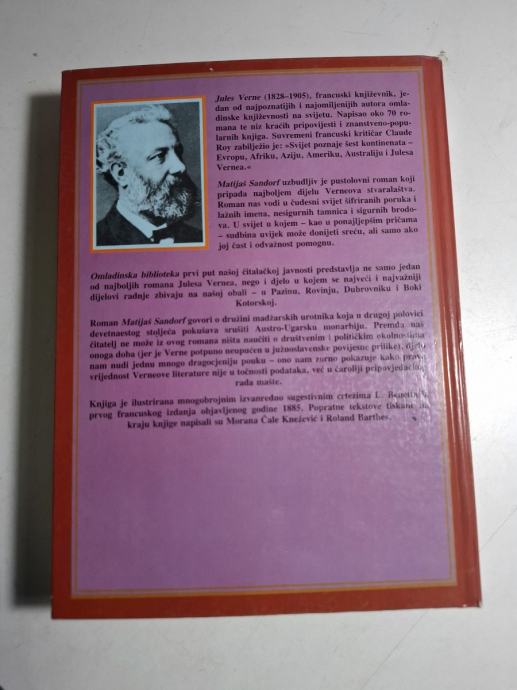 Jules Verne (1828–1905), francuski književnik, je-
dan od najpoznatijih i najomiljenijih autora omla-
dinske književnosti na svijetu. Napisao oko 70 ro-
mana te niz kraćih pripovijesti i znanstveno-popu-
larnih knjiga. Suvremeni francuski kritičar Claude
Roy zabilježio je: »Svijet poznaje šest kontinenata –
Evropu, Afriku, Aziju, Ameriku, Australiju i Julesa
Vernea.«
Matijaš Sandorf uzbudljiv je pustolovni roman koji
pripada najboljem dijelu Verneova stvaralaštva.
Roman nas vodi u čudesni svijet šifriranih poruka i
lažnih imena, nesigurnih tamnica i sigurnih brodo-
va. U svijet u kojem – kao u ponajljepšim pričama
– sudbina uvijek može donijeti sreću, ali samo ako
joj čast i odvažnost pomognu.
Omladinska biblioteka prvi put našoj čitalačkoj javnosti predstavlja ne samo jedan
od najboljih romana Julesa Vernea, nego i djelo u kojem se najveći i najvažniji
dijelovi radnje zbivaju na našoj obali – u Pazinu, Rovinju, Dubrovniku i Boki
Kotorskoj.
Roman Matijaš Sandorf govori o družini madžarskih urotnika koja u drugoj polovici
devetnaestog stoljeća pokušava srušiti Austro-Ugarsku monarhiju. Premda naš
čitatelj ne može iz ovog romana ništa naučiti o društvenim i političkim okolnostima
onoga doba (jer je Verne potpuno neupućen u južnoslavenske povijesne prilike), djelo
nam nudi jednu mnogo dragocjeniju pouku – ono nam zorno pokazuje kako prava
vrijednost Verneove literature nije u točnosti podataka, već u čaroliji pripovjedačkog
rada mašte.
Knjiga je ilustrirana mnogobrojnim izvanredno sugestivnim crtežima L. Benetta iz
prvog francuskog izdanja objavljenog godine 1885. Popratne tekstove tiskane na
kraju knjige napisali su Morana Čale Knežević i Roland Barthes.